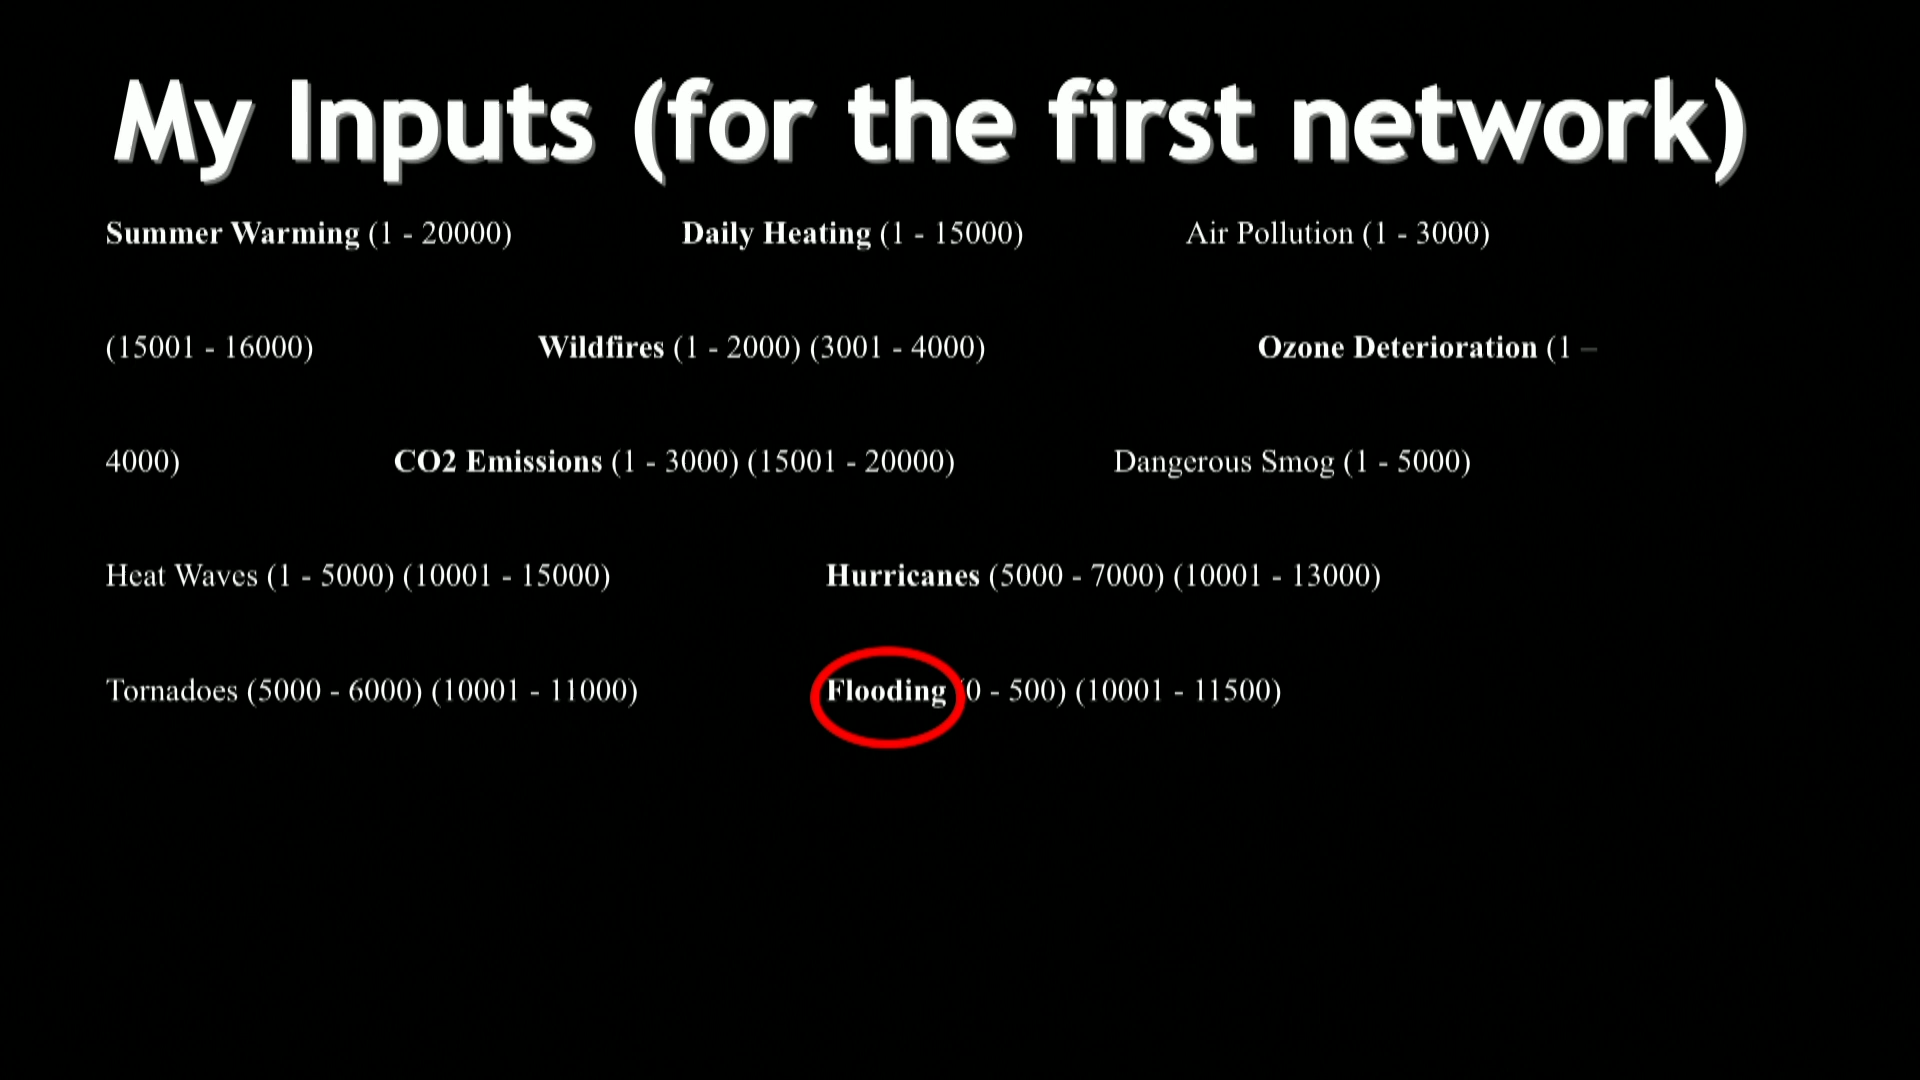 My Inputs (for the first network)
Summer Warming (1 - 20000) Daily Heating (1 - 15000) Air Pollution (1 - 3000)
(15001 - 16000) Wildfires (1 - 2000) (3001 - 4000) Ozone Deterioration (1 –
4000) CO2 Emissions (1 - 3000) (15001 - 20000) Dangerous Smog (1 - 5000)
Heat Waves (1 - 5000) (10001 - 15000) Hurricanes (5000 - 7000) (10001 - 13000)
Tornadoes (5000 - 6000) (10001 - 11000) Flooding (0 - 500) (10001 - 11500)